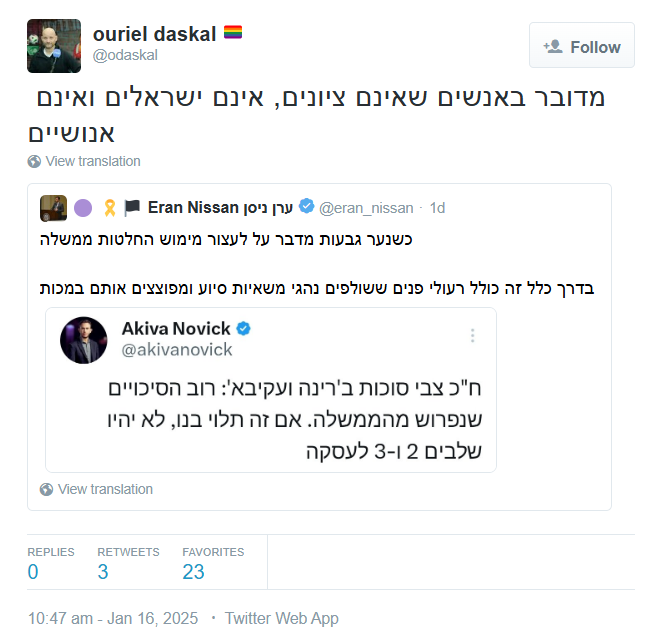 ouriel daskal 🏳️‍🌈
@odaskal
Follow
מדובר באנשים שאינם ציונים, אינם ישראלים ואינם
אנושיים
View translation
Eran Nissan ערן ניסן @eran_nissan · 1d
כשנער גבעות מדבר על לעצור מימוש החלטות ממשלה
בדרך כלל זה כולל רעולי פנים ששולפים נהגי משאיות סיוע ומפוצצים אותם במכות
Akiva Novick
@akivanovick
ח"כ צבי סוכות ב'רינה ועקיבא': רוב הסיכויים
שנפרוש מהממשלה. אם זה תלוי בנו, לא יהיו
שלבים 2 ו-3 לעסקה
View translation
REPLIES RETWEETS FAVORITES
0 3 23
10:47 am - Jan 16, 2025 · Twitter Web App